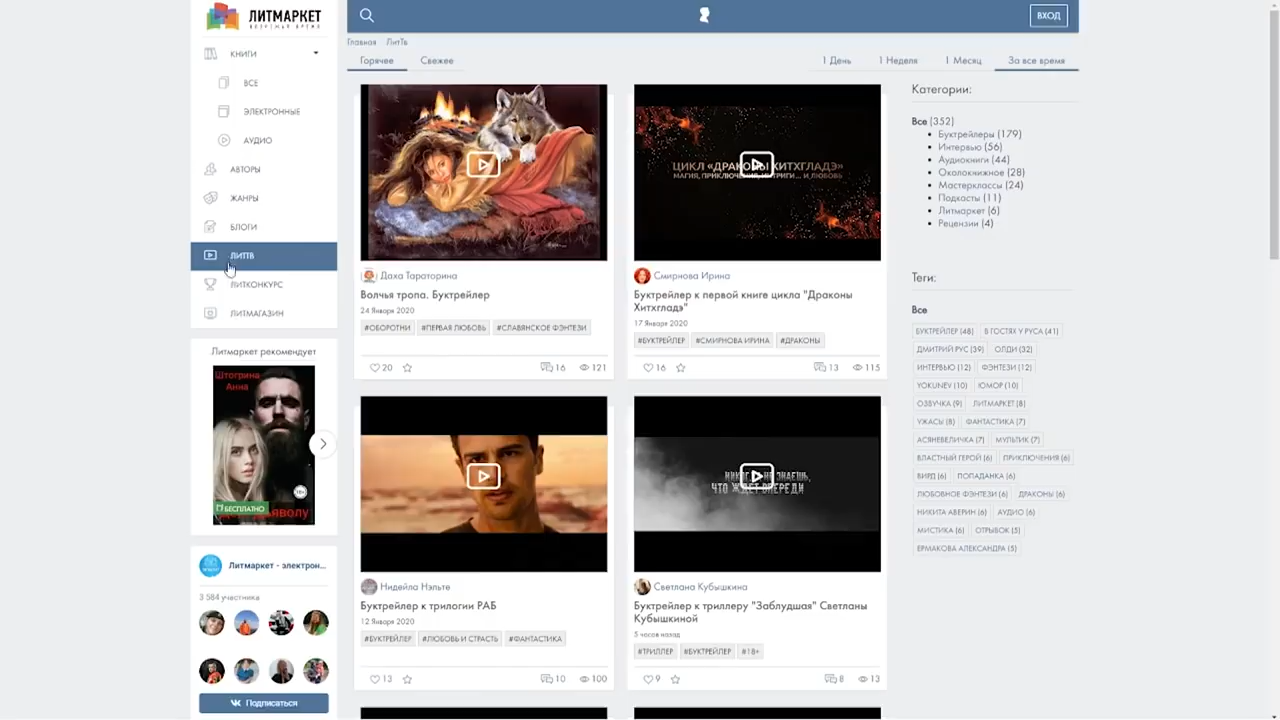 ЛИТМАРКЕТ
КНИГИ
ВСЕ
ЭЛЕКТРОННЫЕ
АУДИО
АВТОРЫ
ЖАНРЫ
БЛОГИ
ЛИТТВ
ЛИТКОНКУРС
ЛИТМАГАЗИН
Литмаркет рекомендует
Штогрина
Анна
18+
БЕСПЛАТНО
Литмаркет - электрон...
3 584 участника
Подписаться
ВХОД
Главная ЛитТв
Горячее Свежее 1 День 1 Неделя 1 Месяц За все время
Даха Тараторина
Волчья тропа. Буктрейлер
24 Января 2020
#ОБОРОТНИ #ПЕРВАЯ ЛЮБОВЬ #СЛАВЯНСКОЕ ФЭНТЕЗИ
20 16 121
ЦИКЛ «ДРАКОНЫ ХИТХГЛАДЭ»
МАГИЯ, ПРИКЛЮЧЕНИЯ, ИНТРИГИ... И ЛЮБОВЬ
Смирнова Ирина
Буктрейлер к первой книге цикла "Драконы
Хитхгладэ"
17 Января 2020
#БУКТРЕЙЛЕР #СМИРНОВА ИРИНА #ДРАКОНЫ
16 13 115
Нидейла Нэльте
Буктрейлер к трилогии РАБ
12 Января 2020
#БУКТРЕЙЛЕР #ЛЮБОВЬ И СТРАСТЬ #ФАНТАСТИКА
13 10 100
НЕ ЗНАЕШЬ,
ЧТО ЖДЕТ ВПЕРЕДИ
Светлана Кубышкина
Буктрейлер к триллеру "Заблудшая" Светланы
Кубышкиной
5 часов назад
#ТРИЛЛЕР #БУКТРЕЙЛЕР #18+
9 8 13
Категории:
Все (352)
Буктрейлеры (179)
Интервью (56)
Аудиокниги (44)
Околокнижное (28)
Мастерклассы (24)
Подкасты (11)
Литмаркет (6)
Рецензии (4)
Теги:
Все
БУКТРЕЙЛЕР (48) В ГОСТЯХ У РУСА (41)
ДМИТРИЙ РУС (39) ОЛДИ (32)
ИНТЕРВЬЮ (12) ФЭНТЕЗИ (12)
YOKUNEV (10) ЮМОР (10)
ОЗВУЧКА (9) ЛИТМАРКЕТ (8)
УЖАСЫ (8) ФАНТАСТИКА (7)
АСЯНЕВЕЛИЧКА (7) МУЛЬТИК (7)
ВЛАСТНЫЙ ГЕРОЙ (6) ПРИКЛЮЧЕНИЯ (6)
ВИРД (6) ПОПАДАНКА (6)
ЛЮБОВНОЕ ФЭНТЕЗИ (6) ДРАКОНЫ (6)
НИКИТА АВЕРИН (6) АУДИО (6)
МИСТИКА (6) ОТРЫВОК (5)
ЕРМАКОВА АЛЕКСАНДРА (5)